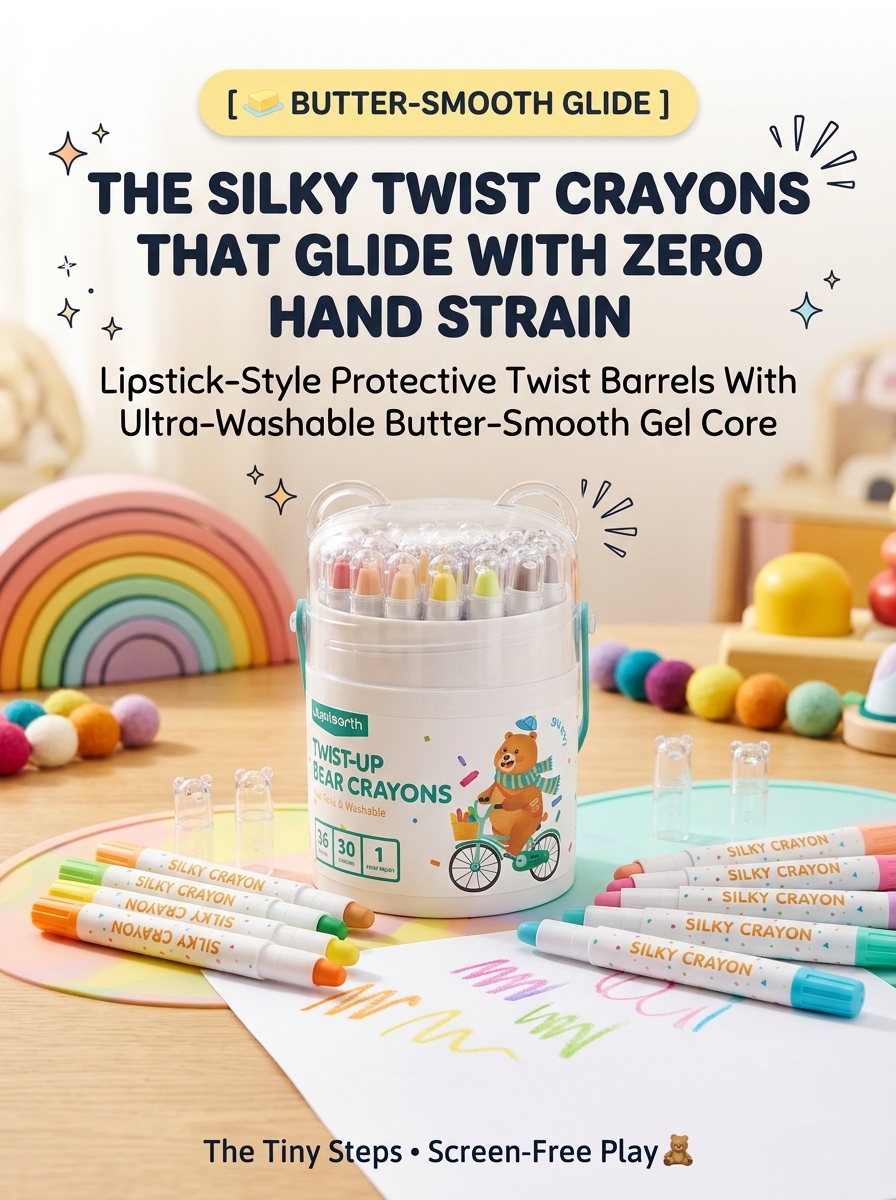 [ 🧈 BUTTER-SMOOTH GLIDE ]
THE SILKY TWIST CRAYONS
THAT GLIDE WITH ZERO
HAND STRAIN
Lipstick-Style Protective Twist Barrels With
Ultra-Washable Butter-Smooth Gel Core
TWIST-UP
BEAR CRAYONS
& Washable
36
30
1
SILKY CRAYON
SILKY CRAYON
SILKY CRAYON
SILKY CRAYON
SILKY CRAYON
SILKY CRAYON
SILKY CRAYON
SILKY CRAYON
SILKY CRAYON
The Tiny Steps • Screen-Free Play 🧸